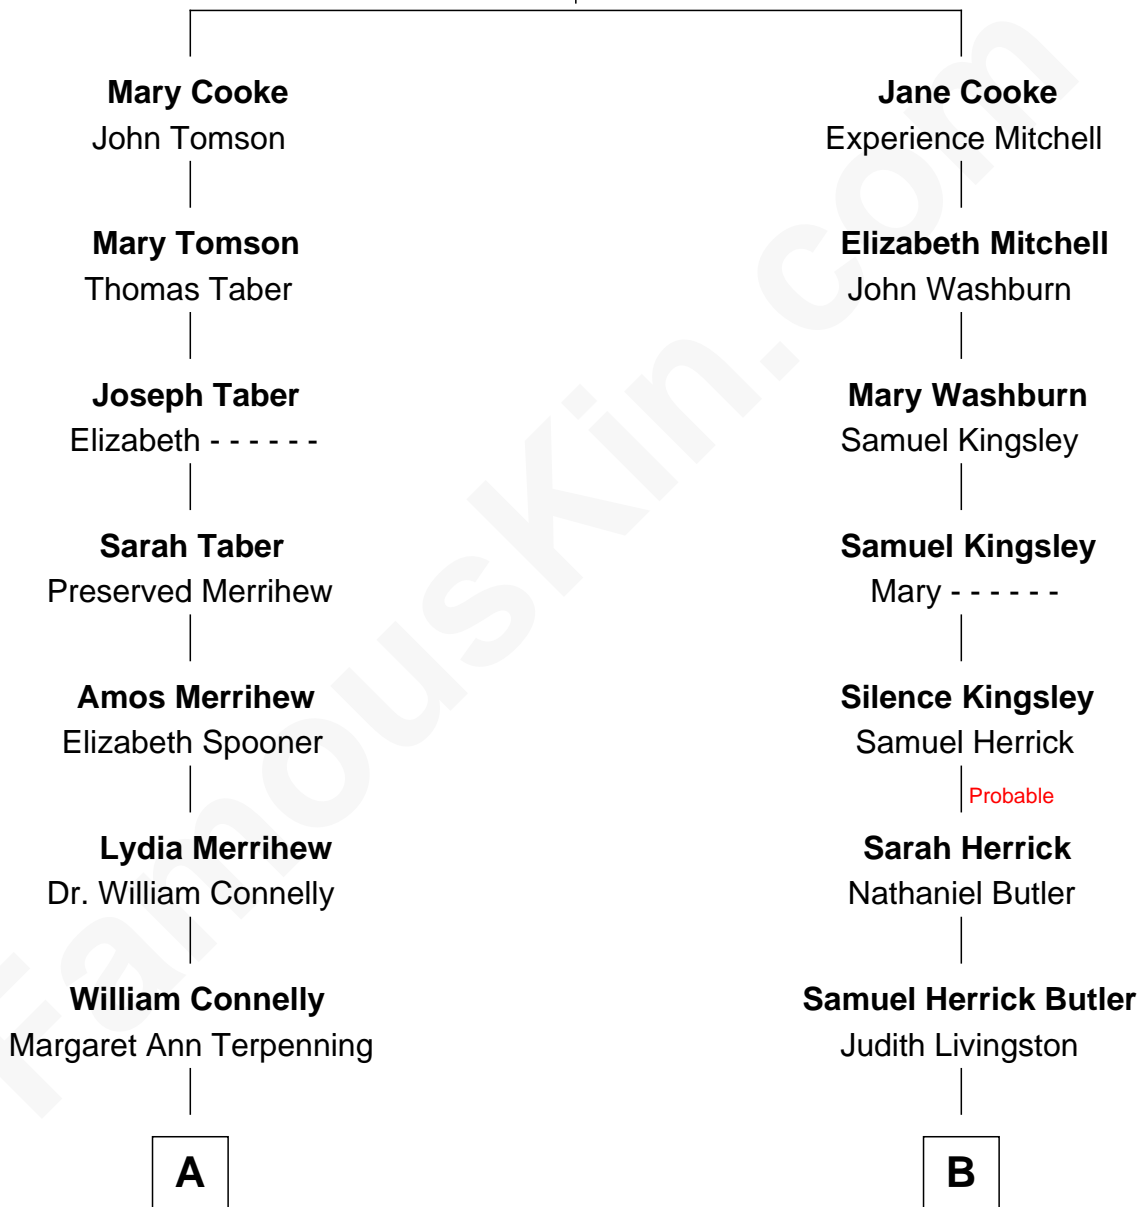 Mary Cooke
John Tomson
Mary Tomson
Thomas Taber
Joseph Taber
Elizabeth - - - - - -
Sarah Taber
Preserved Merrihew
Amos Merrihew
Elizabeth Spooner
Lydia Merrihew
Dr. William Connelly
William Connelly
Margaret Ann Terpenning
A
Jane Cooke
Experience Mitchell
Elizabeth Mitchell
John Washburn
Mary Washburn
Samuel Kingsley
Samuel Kingsley
Mary - - - - - -
Silence Kingsley
Samuel Herrick
Probable
Sarah Herrick
Nathaniel Butler
Samuel Herrick Butler
Judith Livingston
B
FamousKin.com